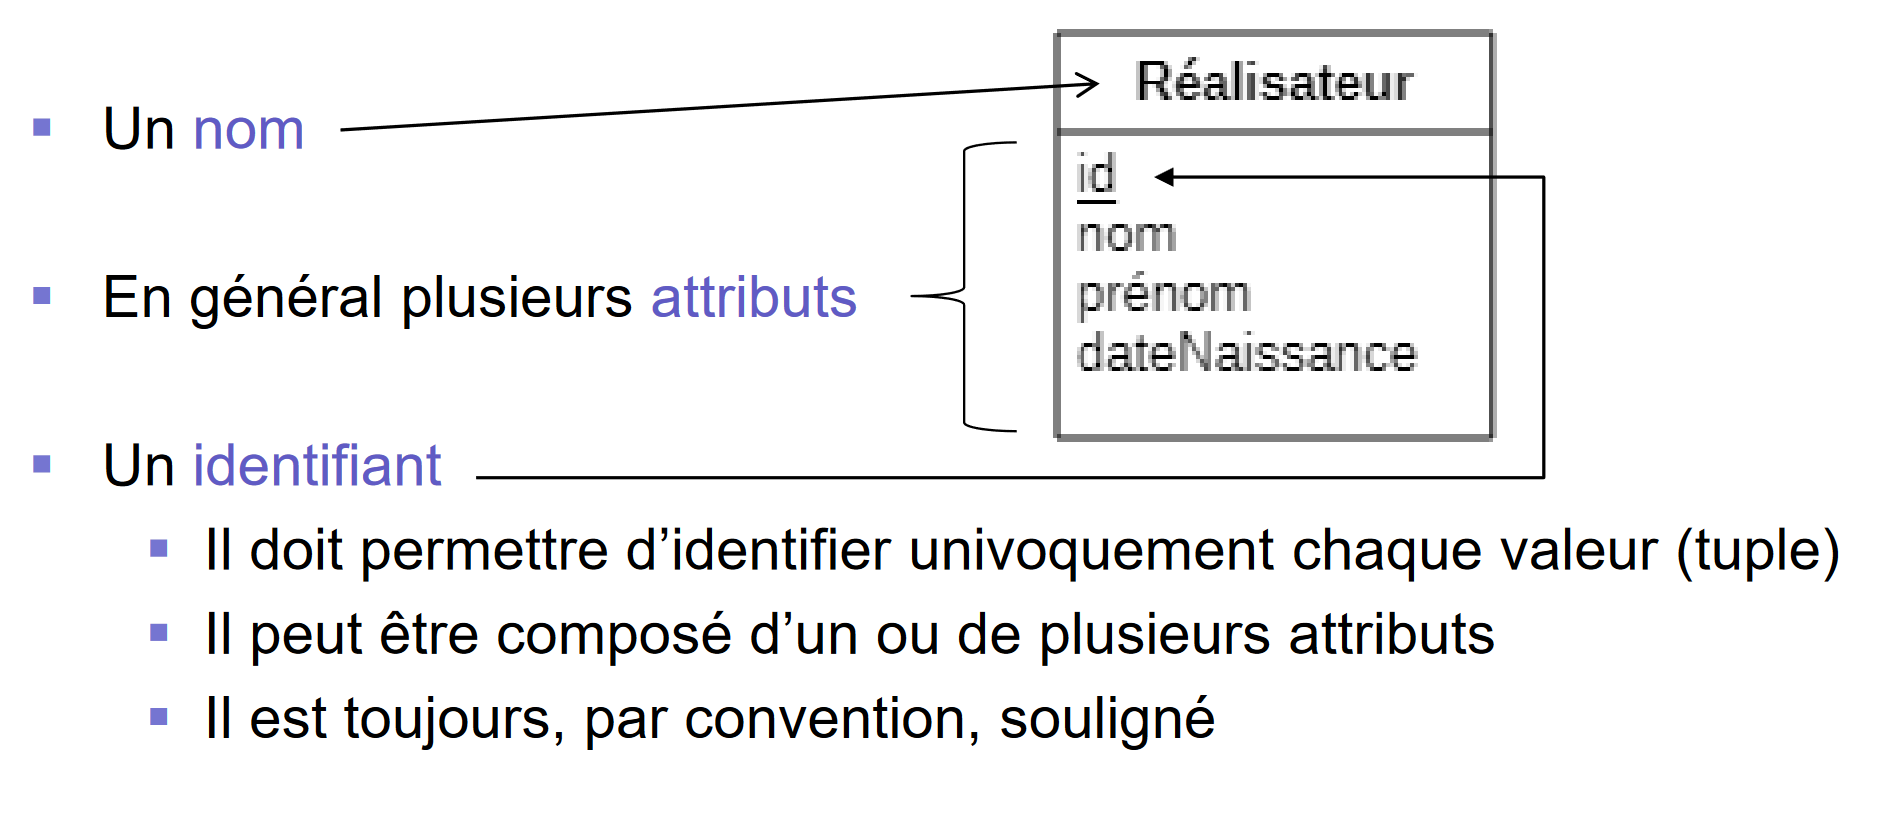 Réalisateur
Un nom
id
nom
En général plusieurs attributs
prénom
dateNaissance
Un identifiant
Il doit permettre d’identifier univoquement chaque valeur (tuple)
Il peut être composé d’un ou de plusieurs attributs
Il est toujours, par convention, souligné